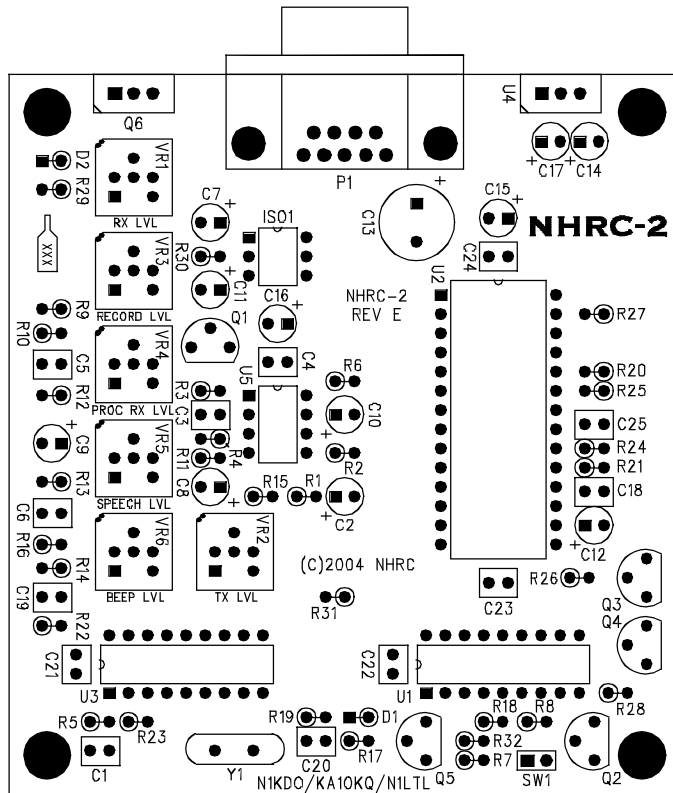 Q6
U4
D2
VR1
R29
RX LVL
C7
P1
C17
C14
C15
C13
NHRC-2
ISO1
XXX
VR3
R30
C24
C11
U2
NHRC-2
REV E
R9
RECORD LVL
C16
R27
R10
Q1
VR4
C5
C4
U5
R6
R20
R12
PROC RX LVL
R3
R25
C3
C10
C25
C9
VR5
R4
R11
R2
R24
R21
R13
SPEECH LVL
C8
R15
R1
C2
C18
C6
VR6
VR2
C12
R16
R14
BEEP LVL
TX LVL
(C)2004 NHRC
R26
C19
R31
C23
Q3
Q4
R22
C21
C22
U3
U1
R28
R5
R23
R19
D1
R18
R8
C1
Y1
C20
R17
R32
Q5
R7
SW1
Q2
N1KDO/KA1OKQ/N1LTL